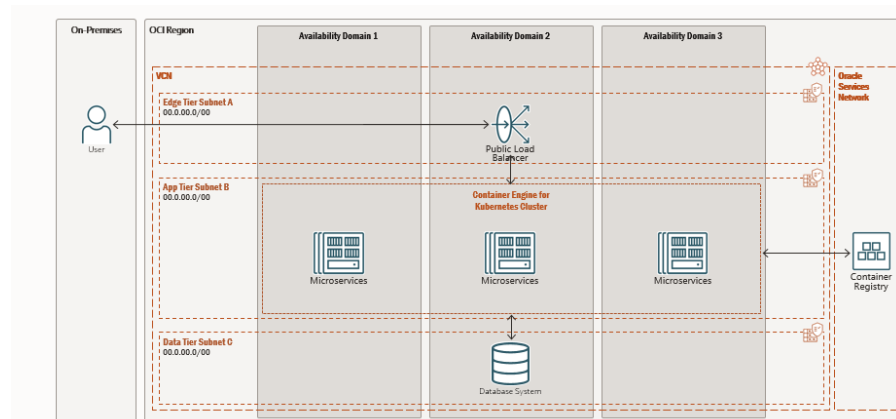 On-Premises
OCI Region
Availability Domain 1
Availability Domain 2
Availability Domain 3
VCN
Oracle
Services
Network
Edge Tier Subnet A
00.0.00.0/00
User
Public Load
Balancer
App Tier Subnet B
00.0.00.0/00
Container Engine for
Kubernetes Cluster
Microservices
Microservices
Microservices
Container
Registry
Data Tier Subnet C
00.0.00.0/00
Database System